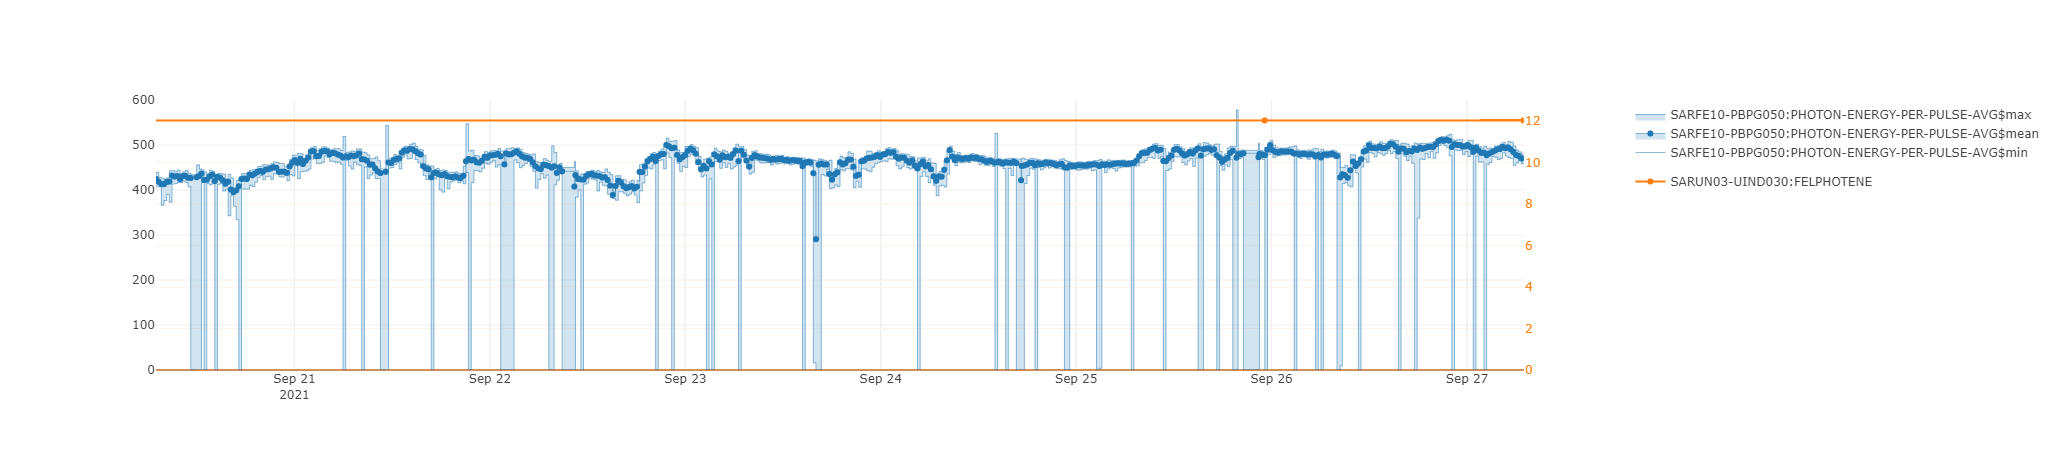 600
500
400
300
200
100
0
12
10
8
6
4
2
0
Sep 21
2021
Sep 22
Sep 23
Sep 24
Sep 25
Sep 26
Sep 27
SARFE10-PBPG050:PHOTON-ENERGY-PER-PULSE-AVG$max
SARFE10-PBPG050:PHOTON-ENERGY-PER-PULSE-AVG$mean
SARFE10-PBPG050:PHOTON-ENERGY-PER-PULSE-AVG$min
SARUN03-UIND030:FELPHOTENE